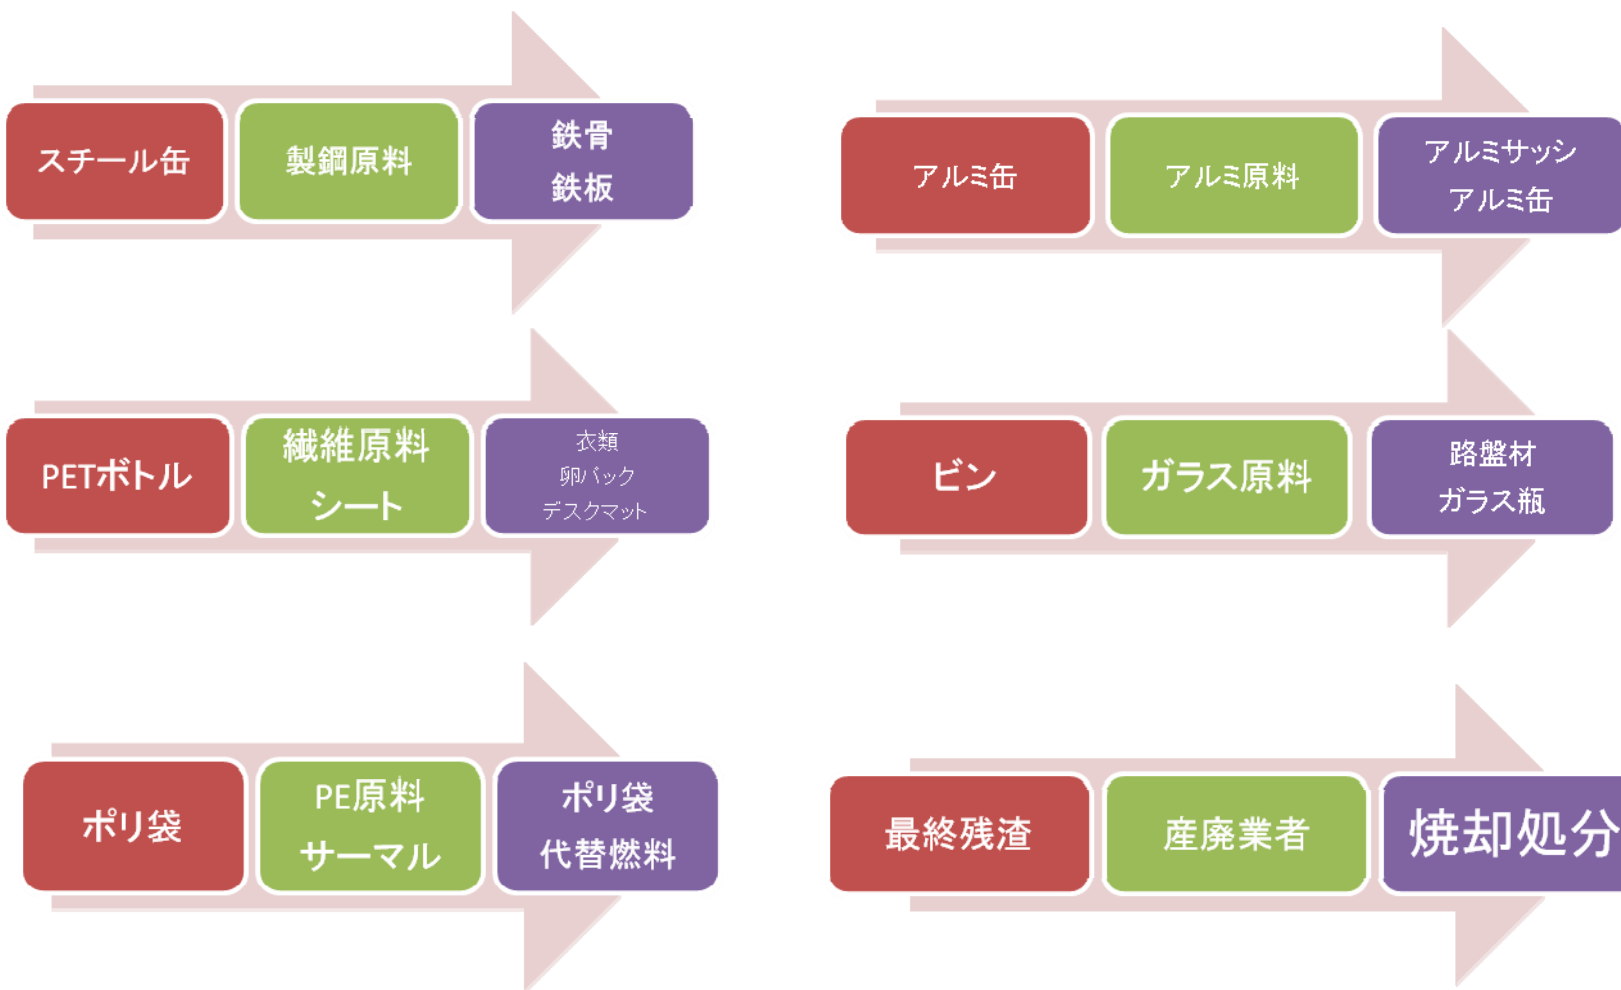 スチール缶
製鋼原料
鉄骨
鉄板
アルミ缶
アルミ原料
アルミサッシ
アルミ缶
PETボトル
繊維原料
シート
衣類
卵パック
デスクマット
ビン
ガラス原料
路盤材
ガラス瓶
ポリ袋
PE原料
サーマル
ポリ袋
代替燃料
最終残渣
産廃業者
焼却処分